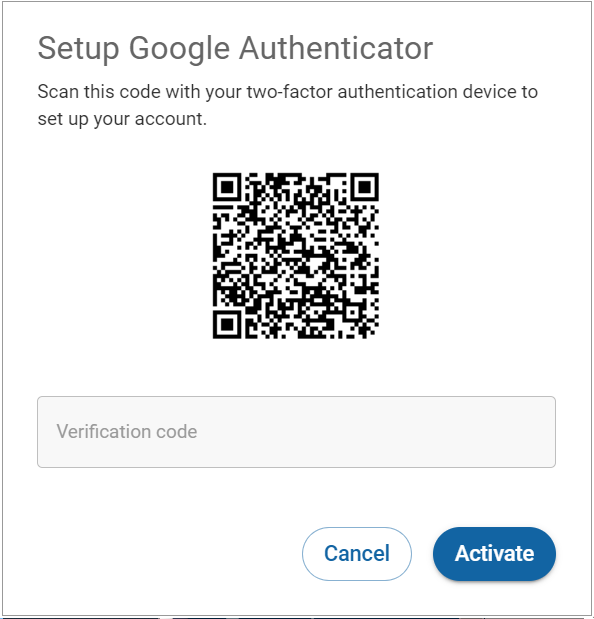 Setup Google Authenticator
Scan this code with your two-factor authentication device to
set up your account.
Verification code
Cancel
Activate